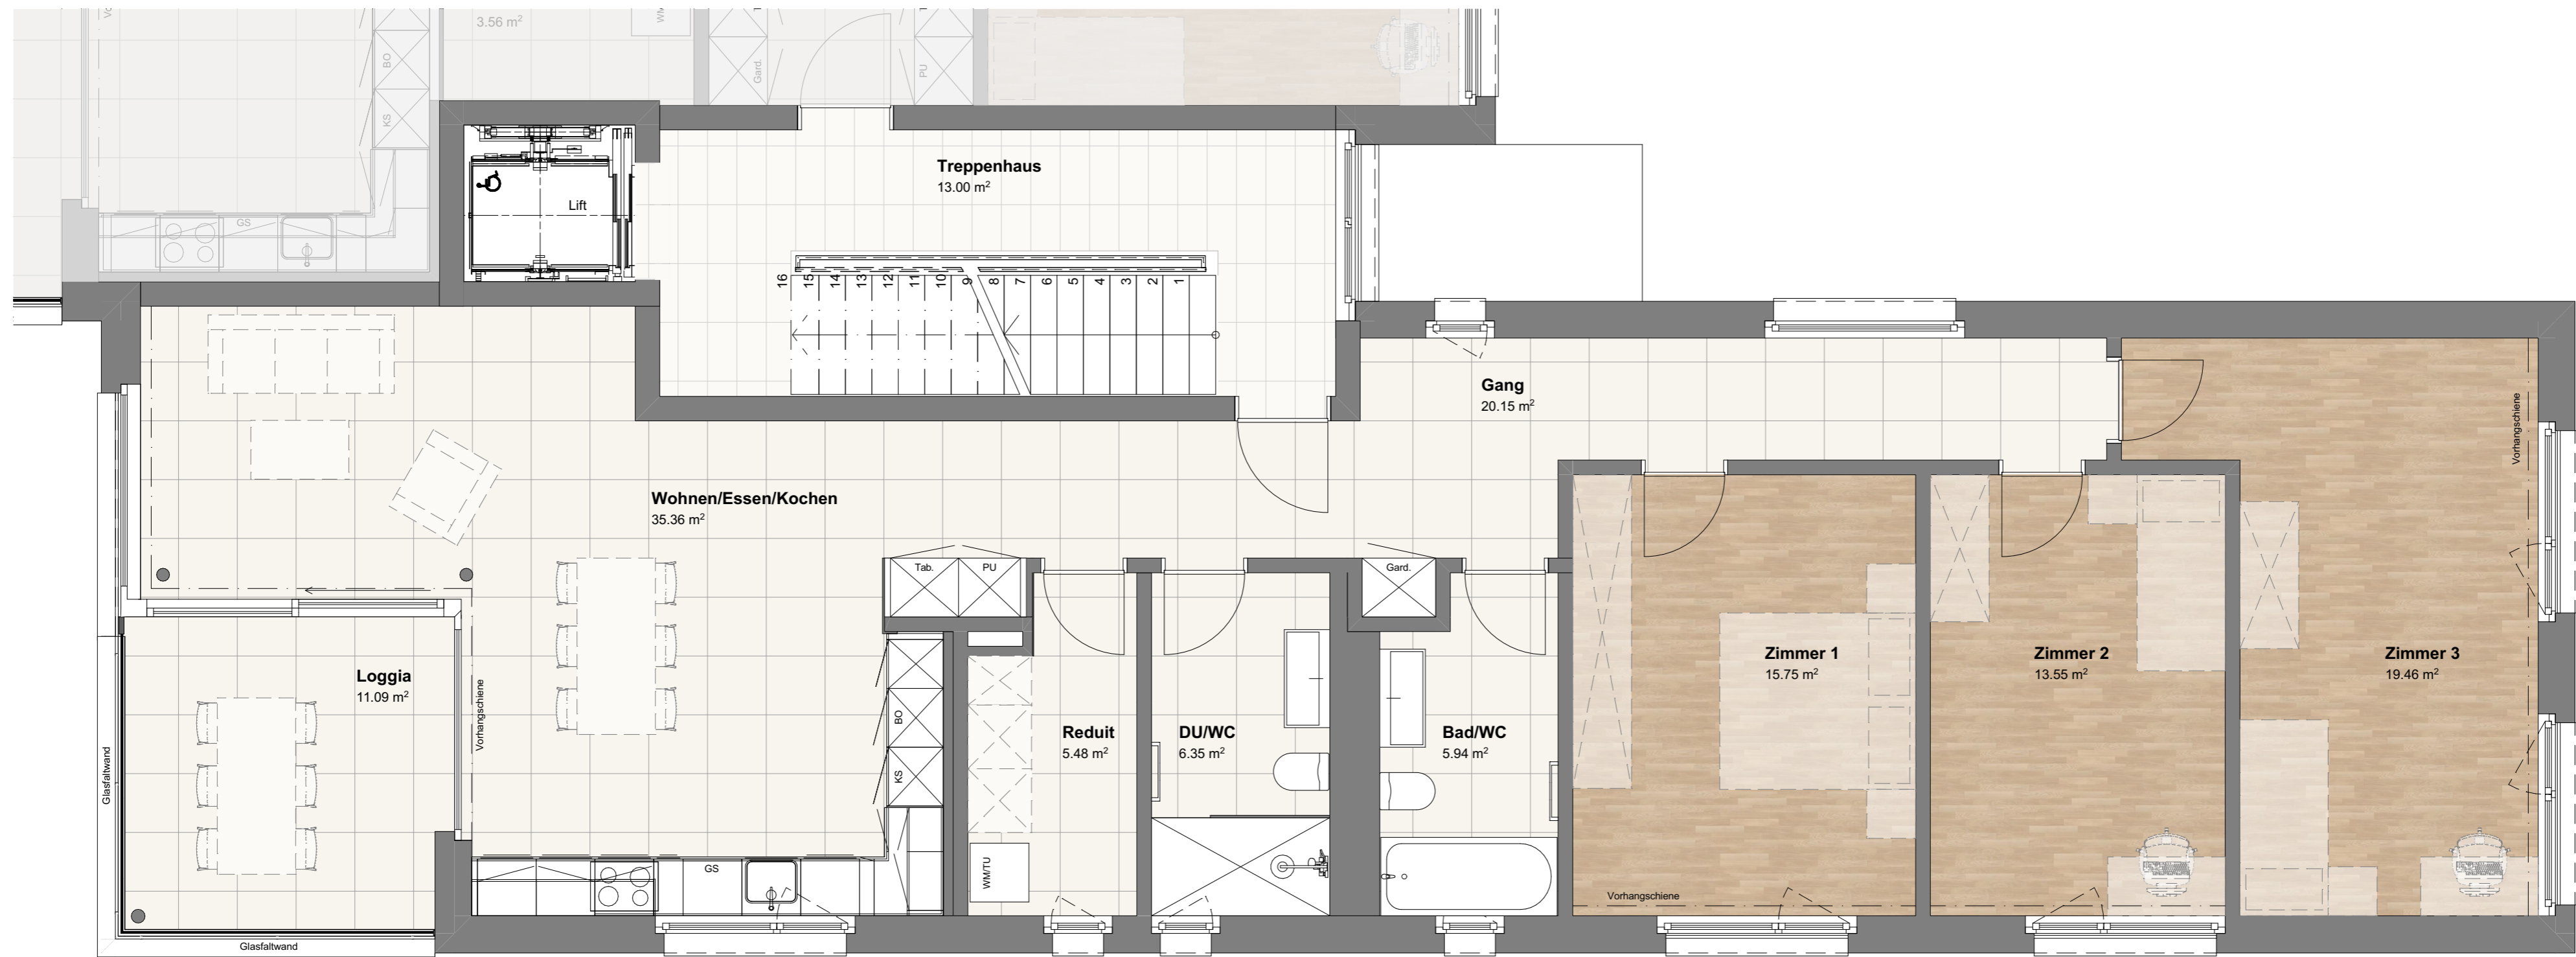 3.56 m²
BO
KS
Gard.
PU
GS
Lift
Treppenhaus
13.00 m²
16
15
14
13
12
11
10
9
8
7
6
5
4
3
2
1
Gang
20.15 m²
Vorhangschiene
Wohnen/Essen/Kochen
35.36 m²
Tab.
PU
Gard.
Loggia
11.09 m²
Vorhangschiene
Glasfaltwand
BO
KS
Reduit
5.48 m²
DU/WC
6.35 m²
Bad/WC
5.94 m²
Zimmer 1
15.75 m²
Zimmer 2
13.55 m²
Zimmer 3
19.46 m²
GS
WM/TU
Vorhangschiene
Glasfaltwand